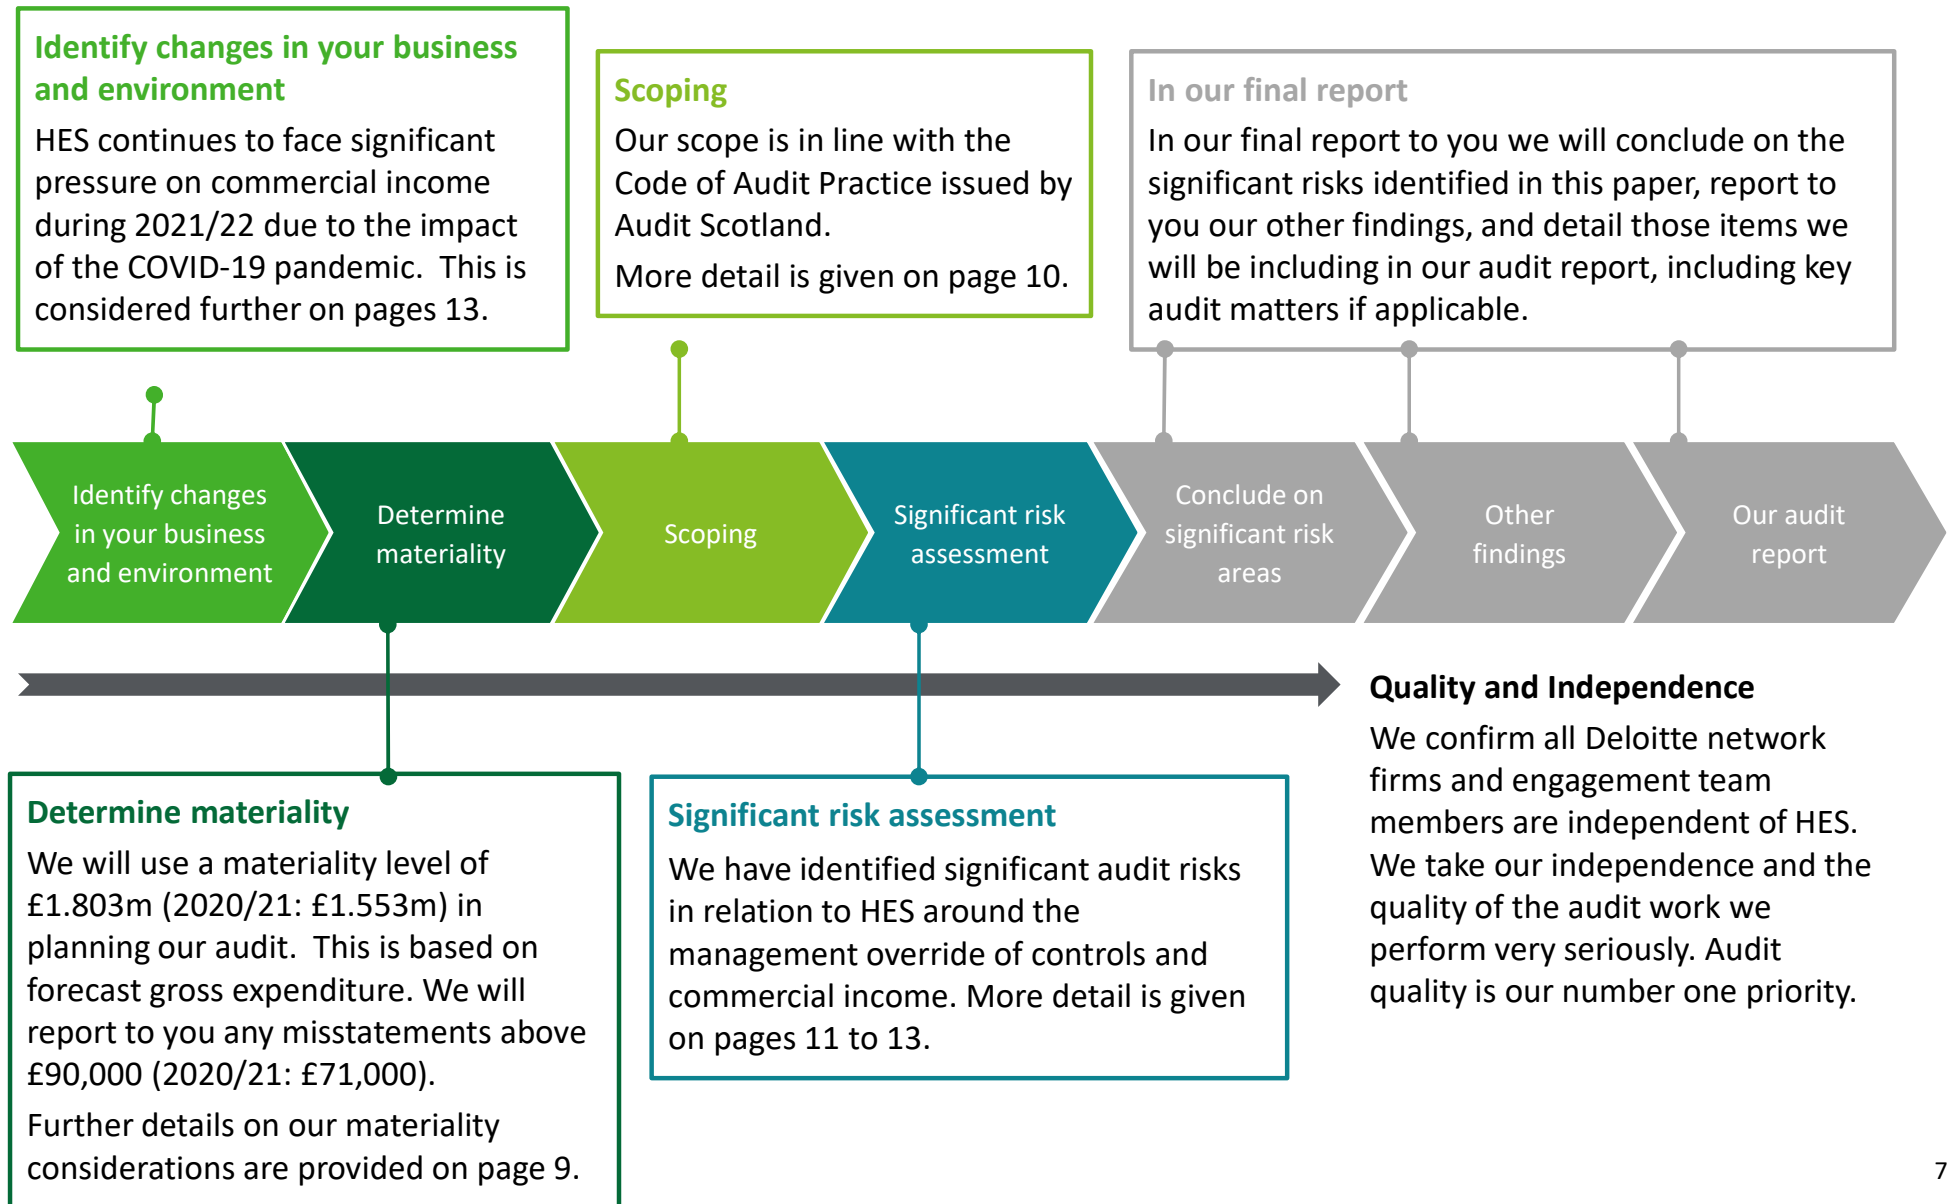 Identify changes in your business
and environment
HES continues to face significant
pressure on commercial income
during 2021/22 due to the impact
of the COVID-19 pandemic.  This is
considered further on pages 13.
Scoping
Our scope is in line with the
Code of Audit Practice issued by
Audit Scotland.
More detail is given on page 10.
In our final report
In our final report to you we will conclude on the
significant risks identified in this paper, report to
you our other findings, and detail those items we
will be including in our audit report, including key
audit matters if applicable.
Identify changes
in your business
and environment
Determine
materiality
Scoping
Significant risk
assessment
Conclude on
significant risk
areas
Other
findings
Our audit
report
Determine materiality
We will use a materiality level of
£1.803m (2020/21: £1.553m) in
planning our audit.  This is based on
forecast gross expenditure. We will
report to you any misstatements above
£90,000 (2020/21: £71,000).
Further details on our materiality
considerations are provided on page 9.
Significant risk assessment
We have identified significant audit risks
in relation to HES around the
management override of controls and
commercial income. More detail is given
on pages 11 to 13.
Quality and Independence
We confirm all Deloitte network
firms and engagement team
members are independent of HES.
We take our independence and the
quality of the audit work we
perform very seriously. Audit
quality is our number one priority.
7